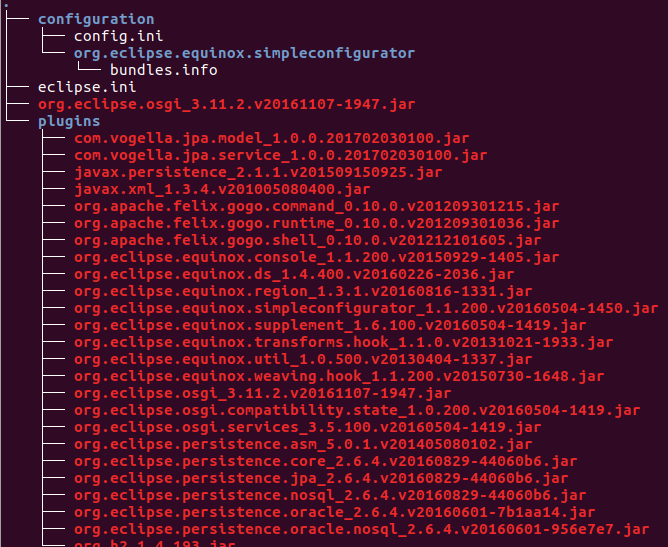 .
configuration
config.ini
org.eclipse.equinox.simpleconfigurator
bundles.info
eclipse.ini
org.eclipse.osgi_3.11.2.v20161107-1947.jar
plugins
com.vogella.jpa.model_1.0.0.201702030100.jar
com.vogella.jpa.service_1.0.0.201702030100.jar
javax.persistence_2.1.1.v201509150925.jar
javax.xml_1.3.4.v201005080400.jar
org.apache.felix.gogo.command_0.10.0.v201209301215.jar
org.apache.felix.gogo.runtime_0.10.0.v201209301036.jar
org.apache.felix.gogo.shell_0.10.0.v201212101605.jar
org.eclipse.equinox.console_1.1.200.v20150929-1405.jar
org.eclipse.equinox.ds_1.4.400.v20160226-2036.jar
org.eclipse.equinox.region_1.3.1.v20160816-1331.jar
org.eclipse.equinox.simpleconfigurator_1.1.200.v20160504-1450.jar
org.eclipse.equinox.supplement_1.6.100.v20160504-1419.jar
org.eclipse.equinox.transforms.hook_1.1.0.v20131021-1933.jar
org.eclipse.equinox.util_1.0.500.v20130404-1337.jar
org.eclipse.equinox.weaving.hook_1.1.200.v20150730-1648.jar
org.eclipse.osgi_3.11.2.v20161107-1947.jar
org.eclipse.osgi.compatibility.state_1.0.200.v20160504-1419.jar
org.eclipse.osgi.services_3.5.100.v20160504-1419.jar
org.eclipse.persistence.asm_5.0.1.v201405080102.jar
org.eclipse.persistence.core_2.6.4.v20160829-44060b6.jar
org.eclipse.persistence.jpa_2.6.4.v20160829-44060b6.jar
org.eclipse.persistence.nosql_2.6.4.v20160829-44060b6.jar
org.eclipse.persistence.oracle_2.6.4.v20160601-7b1aa14.jar
org.eclipse.persistence.oracle.nosql_2.6.4.v20160601-956e7e7.jar
org.h2_1.4.193.jar